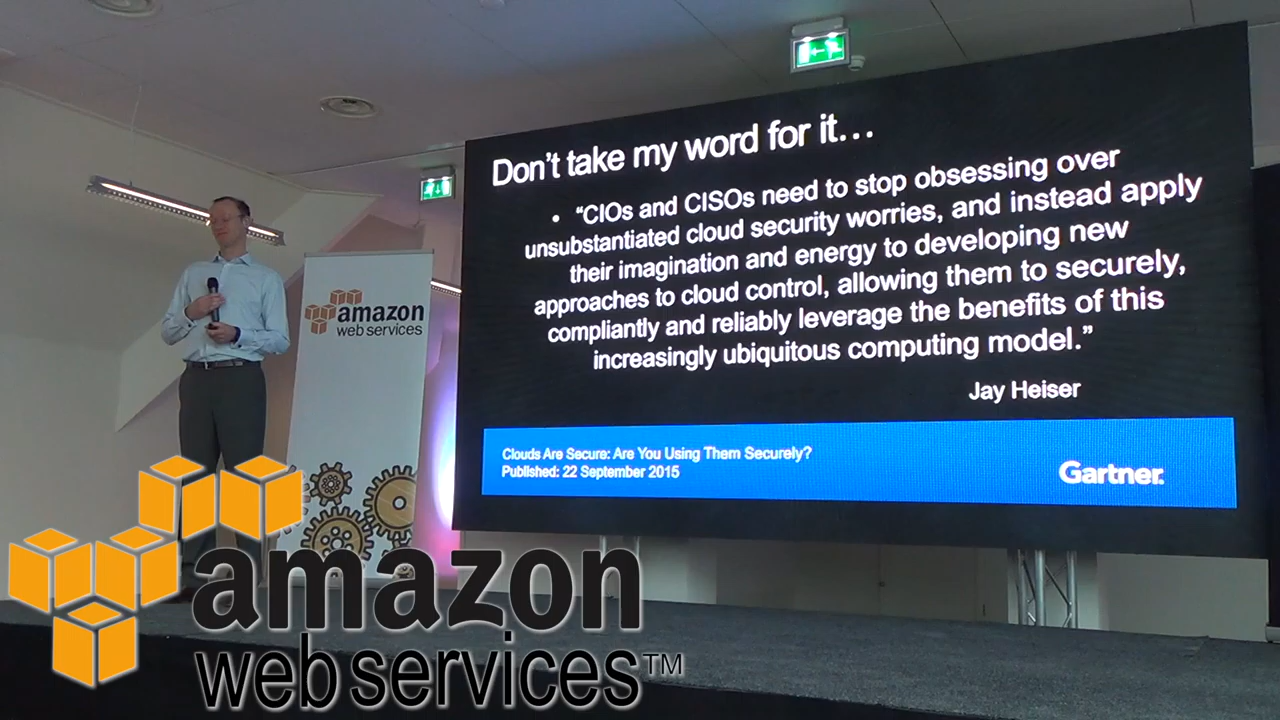 Don't take my word for it…
• “CIOs and CISOs need to stop obsessing over
unsubstantiated cloud security worries, and instead apply
their imagination and energy to developing new
approaches to cloud control, allowing them to securely,
compliantly and reliably leverage the benefits of this
increasingly ubiquitous computing model.”
Jay Heiser
Clouds Are Secure: Are You Using Them Securely?
Published: 22 September 2015
Gartner.
amazon
web services
amazon
web services™